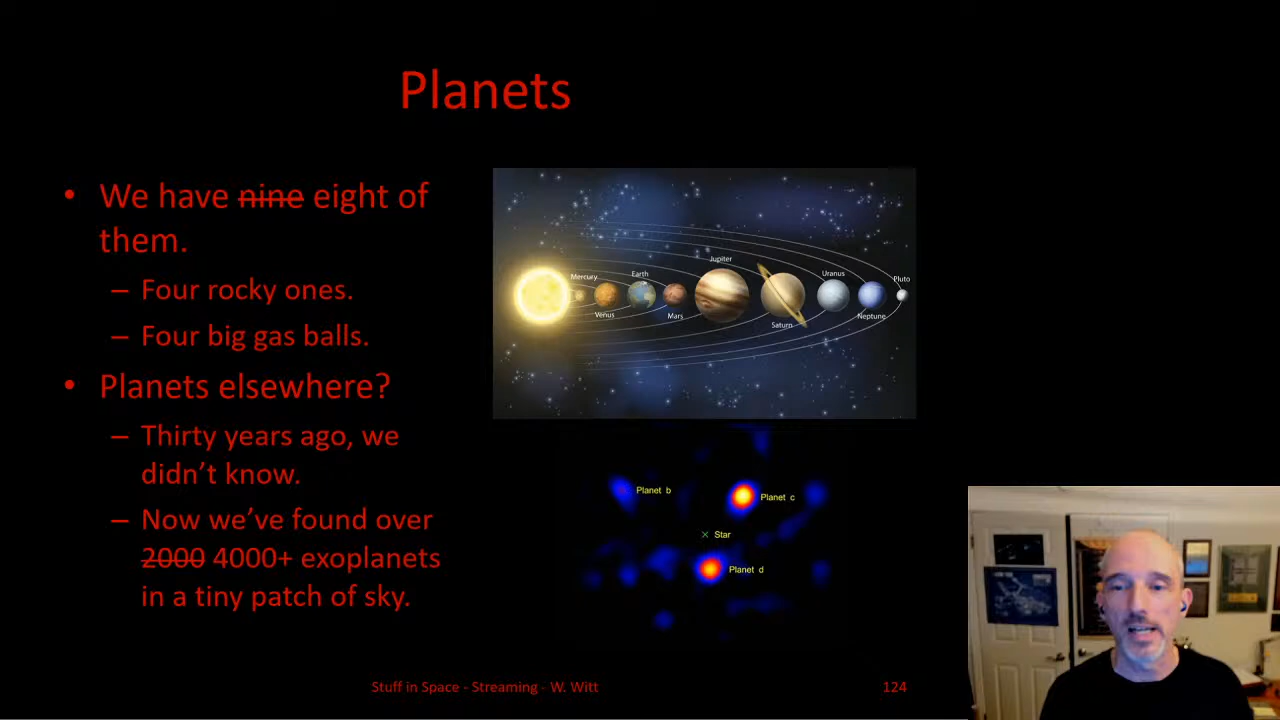 Planets
• We have nine eight of
them.
– Four rocky ones.
– Four big gas balls.
• Planets elsewhere?
– Thirty years ago, we
didn't know.
– Now we've found over
2000 4000+ exoplanets
in a tiny patch of sky.
Mercury
Venus
Earth
Mars
Jupiter
Saturn
Uranus
Neptune
Pluto
Planet b
Planet c
Star
Planet d
Stuff in Space - Streaming - W. Witt
124